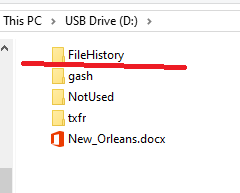 This PC > USB Drive (D:) >
FileHistory
gash
NotUsed
txfr
New_Orleans.docx